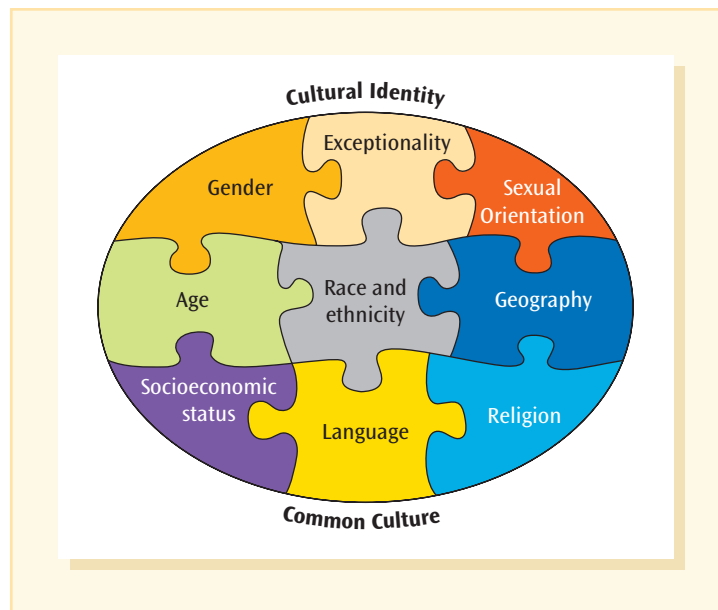 Cultural Identity
Exceptionality
Gender
Sexual
Orientation
Age
Race and
ethnicity
Geography
Socioeconomic
status
Language
Religion
Common Culture